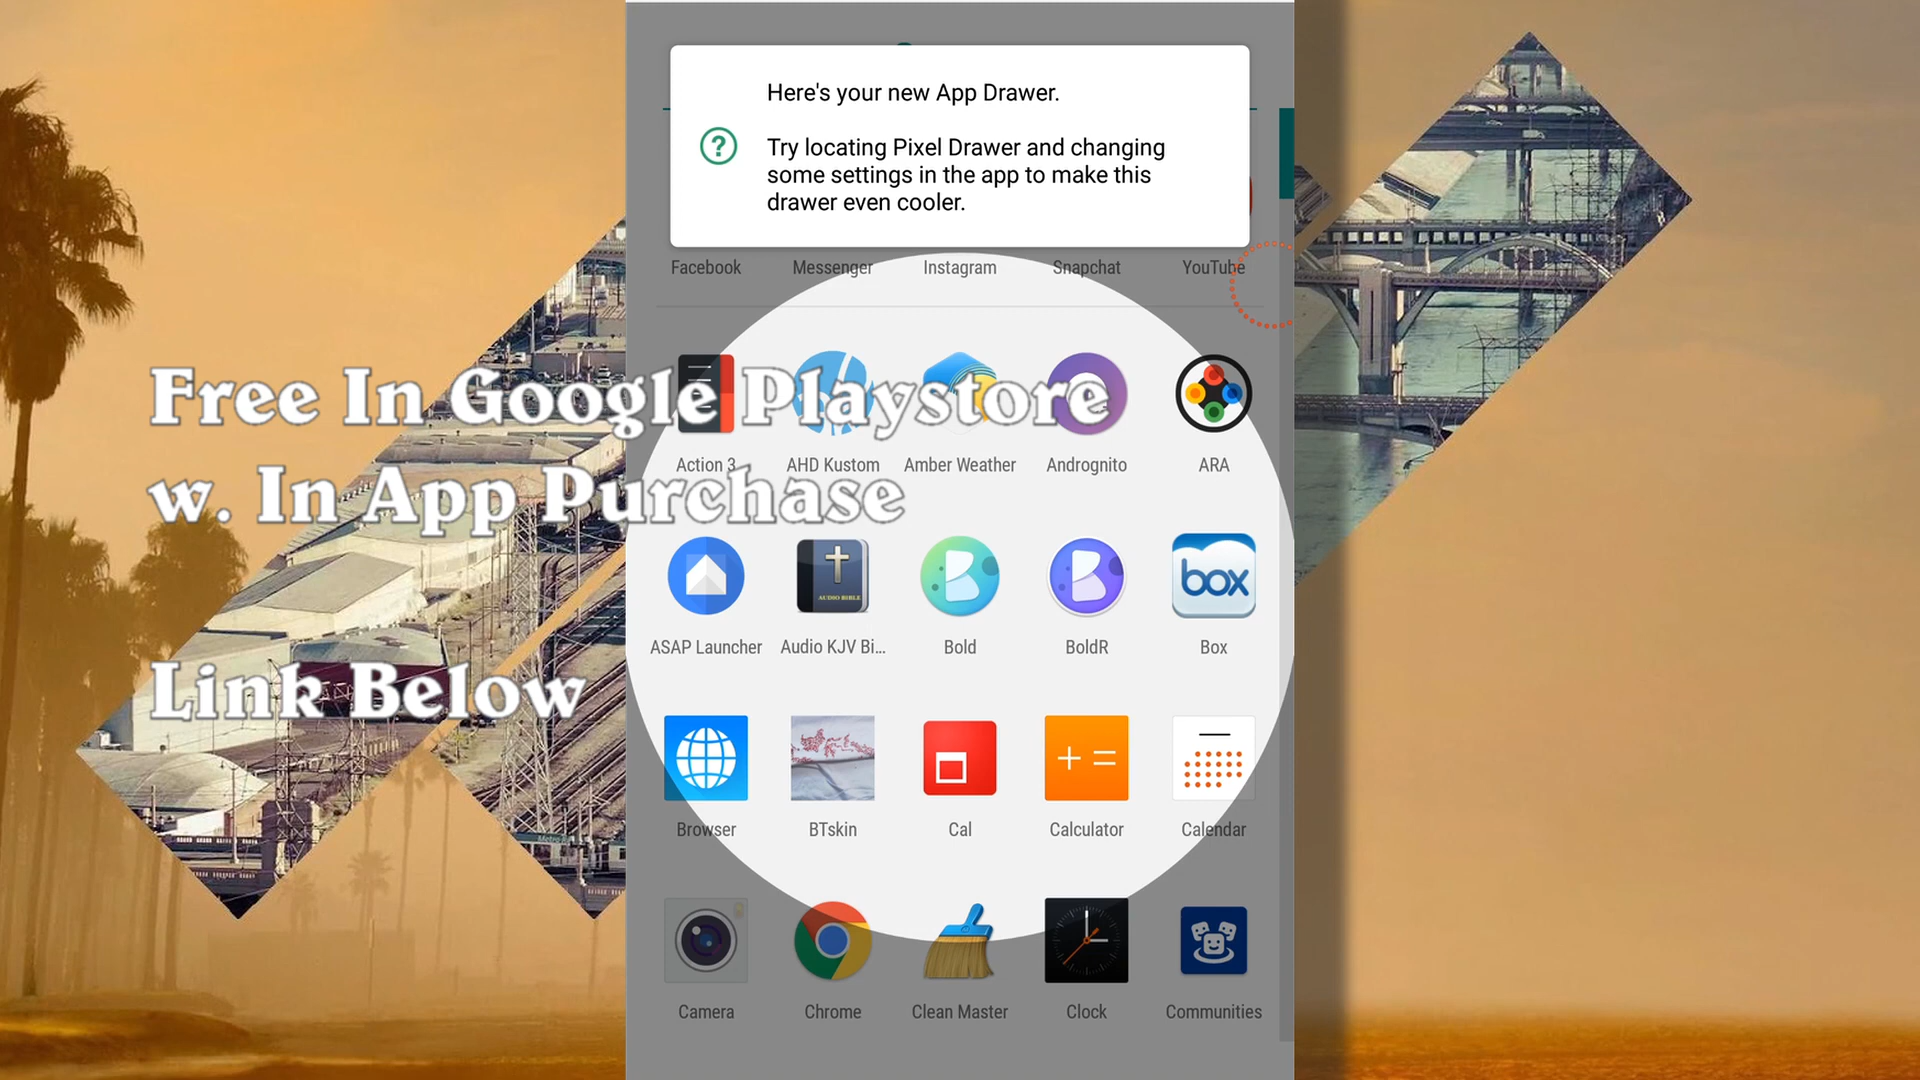 Here's your new App Drawer.
?
Try locating Pixel Drawer and changing
some settings in the app to make this
drawer even cooler.
Facebook Messenger Instagram Snapchat YouTube
Free In Google Playstore
Action 3 AHD Kustom Amber Weather Andrognito ARA
w. In App Purchase
AUDIO BIBLE B B box
ASAP Launcher Audio KJV Bi... Bold BoldR Box
Link Below
+ =
Browser BTskin Cal Calculator Calendar
Camera Chrome Clean Master Clock Communities